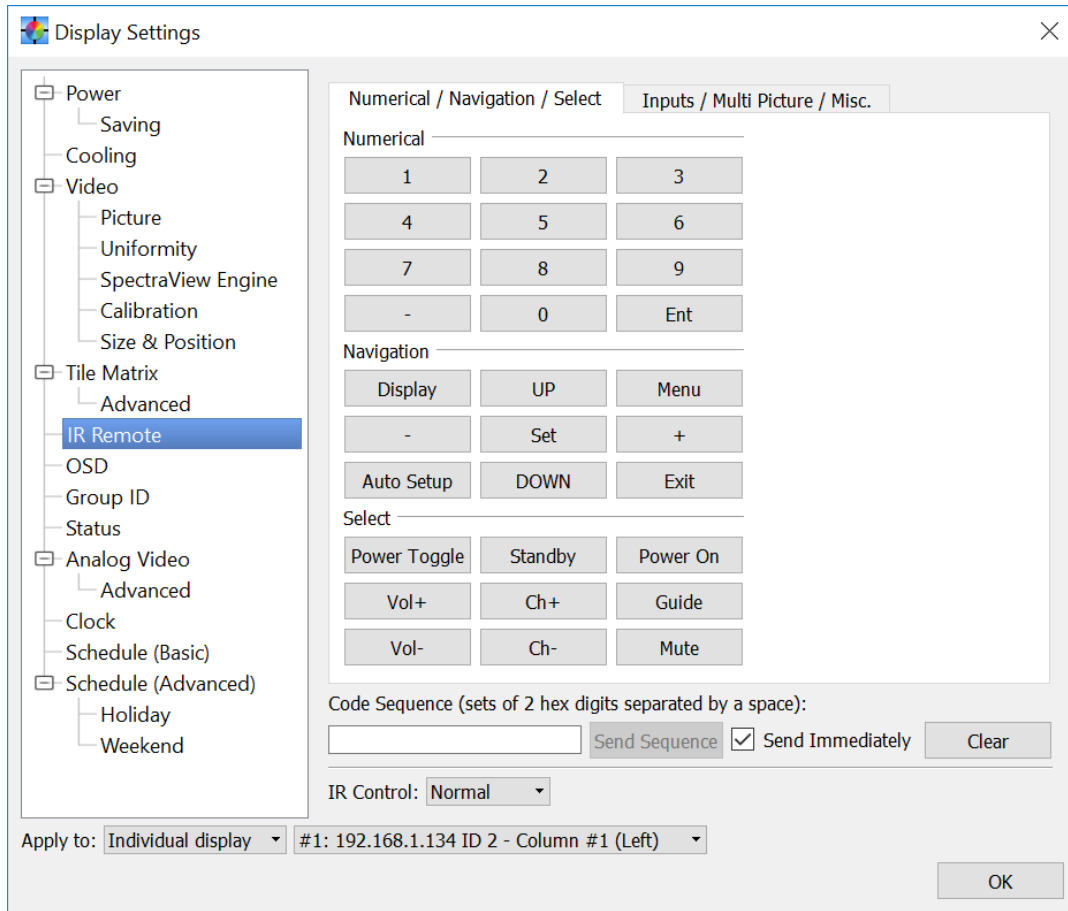 Display Settings
Power
Saving
Cooling
Video
Picture
Uniformity
SpectraView Engine
Calibration
Size & Position
Tile Matrix
Advanced
IR Remote
OSD
Group ID
Status
Analog Video
Advanced
Clock
Schedule (Basic)
Schedule (Advanced)
Holiday
Weekend
Numerical / Navigation / Select Inputs / Multi Picture / Misc.
Numerical
1 2 3
4 5 6
7 8 9
- 0 Ent
Navigation
Display UP Menu
- Set +
Auto Setup DOWN Exit
Select
Power Toggle Standby Power On
Vol+ Ch+ Guide
Vol- Ch- Mute
Code Sequence (sets of 2 hex digits separated by a space):
Send Sequence Send Immediately Clear
IR Control: Normal
Apply to: Individual display #1: 192.168.1.134 ID 2 - Column #1 (Left)
OK